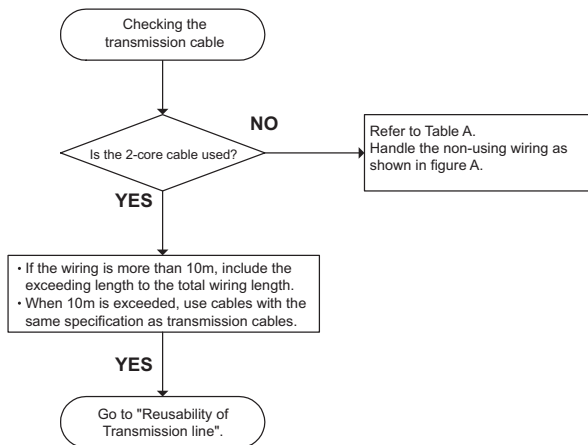 Checking the
transmission cable
NO
Is the 2-core cable used?
Refer to Table A.
Handle the non-using wiring as
shown in figure A.
YES
• If the wiring is more than 10m, include the
exceeding length to the total wiring length.
• When 10m is exceeded, use cables with the
same specification as transmission cables.
YES
Go to "Reusability of
Transmission line".